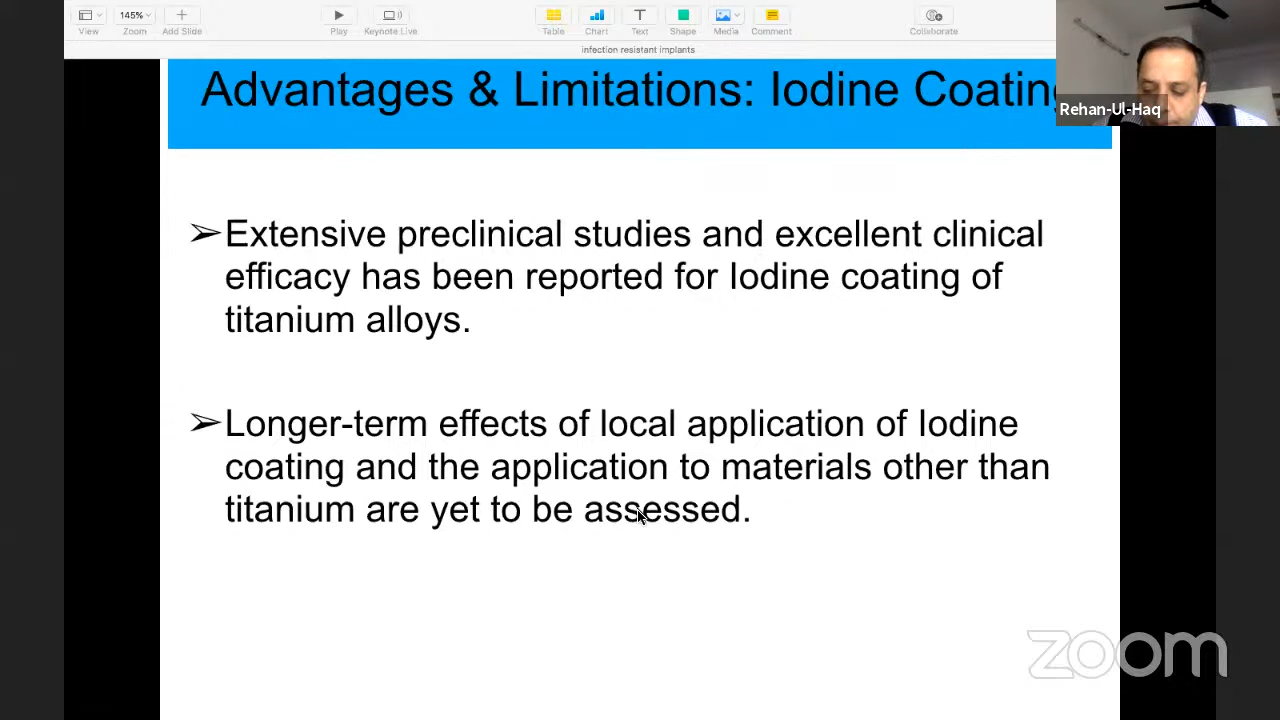 145%
View
Zoom
Add Slide
Play
Keynote Live
Table
Chart
Text
Shape
Media
Comment
Collaborate
infection resistant implants
Rehan-Ul-Haq
Advantages & Limitations: Iodine Coating
➢Extensive preclinical studies and excellent clinical
efficacy has been reported for Iodine coating of
titanium alloys.
➢Longer-term effects of local application of Iodine
coating and the application to materials other than
titanium are yet to be assessed.
zoom